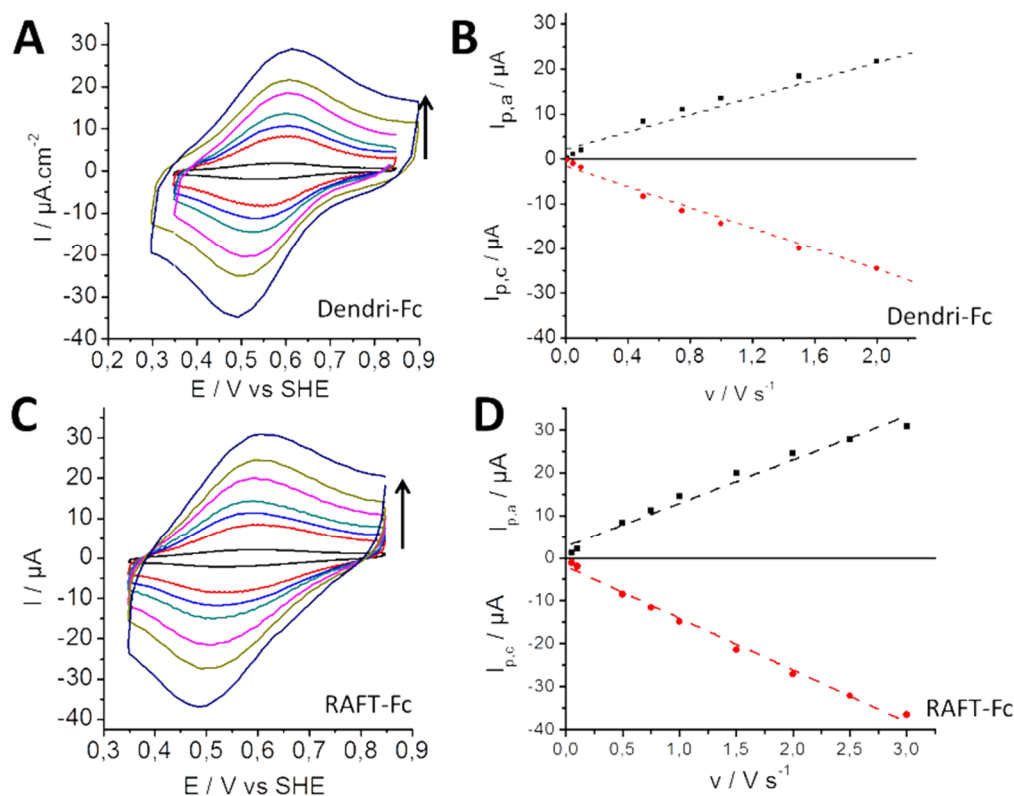 A
I / µA.cm-2
30
20
10
0
-10
-20
-30
-40
0,2 0,3 0,4 0,5 0,6 0,7 0,8 0,9
E / V vs SHE
Dendri-Fc
B
Ip,a / µA
Ip,c / µA
30
20
10
0
-10
-20
-30
-40
0,0 0,4 0,8 1,2 1,6 2,0
v / V s-1
Dendri-Fc
C
I / µA
30
20
10
0
-10
-20
-30
-40
0,3 0,4 0,5 0,6 0,7 0,8 0,9
E / V vs SHE
RAFT-Fc
D
Ip,a / µA
Ip,c / µA
30
20
10
0
-10
-20
-30
-40
0,0 0,5 1,0 1,5 2,0 2,5 3,0
v / V s-1
RAFT-Fc